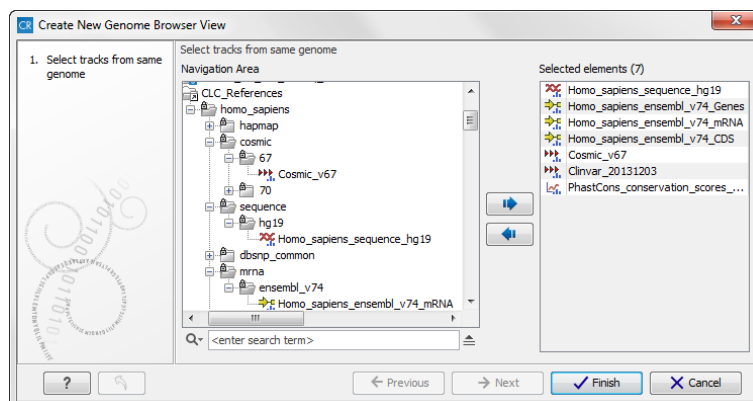 CR Create New Genome Browser View
1. Select tracks from same
genome
Select tracks from same genome
Navigation Area
CLC_References
homo_sapiens
hapmap
cosmic
67
Cosmic_v67
70
sequence
hg19
Homo_sapiens_sequence_hg19
dbsnp_common
mrna
ensembl_v74
Homo_sapiens_ensembl_v74_mRNA
<enter search term>
Selected elements (7)
Homo_sapiens_sequence_hg19
Homo_sapiens_ensembl_v74_Genes
Homo_sapiens_ensembl_v74_mRNA
Homo_sapiens_ensembl_v74_CDS
Cosmic_v67
Clinvar_20131203
PhastCons_conservation_scores_...
? Previous Next Finish Cancel